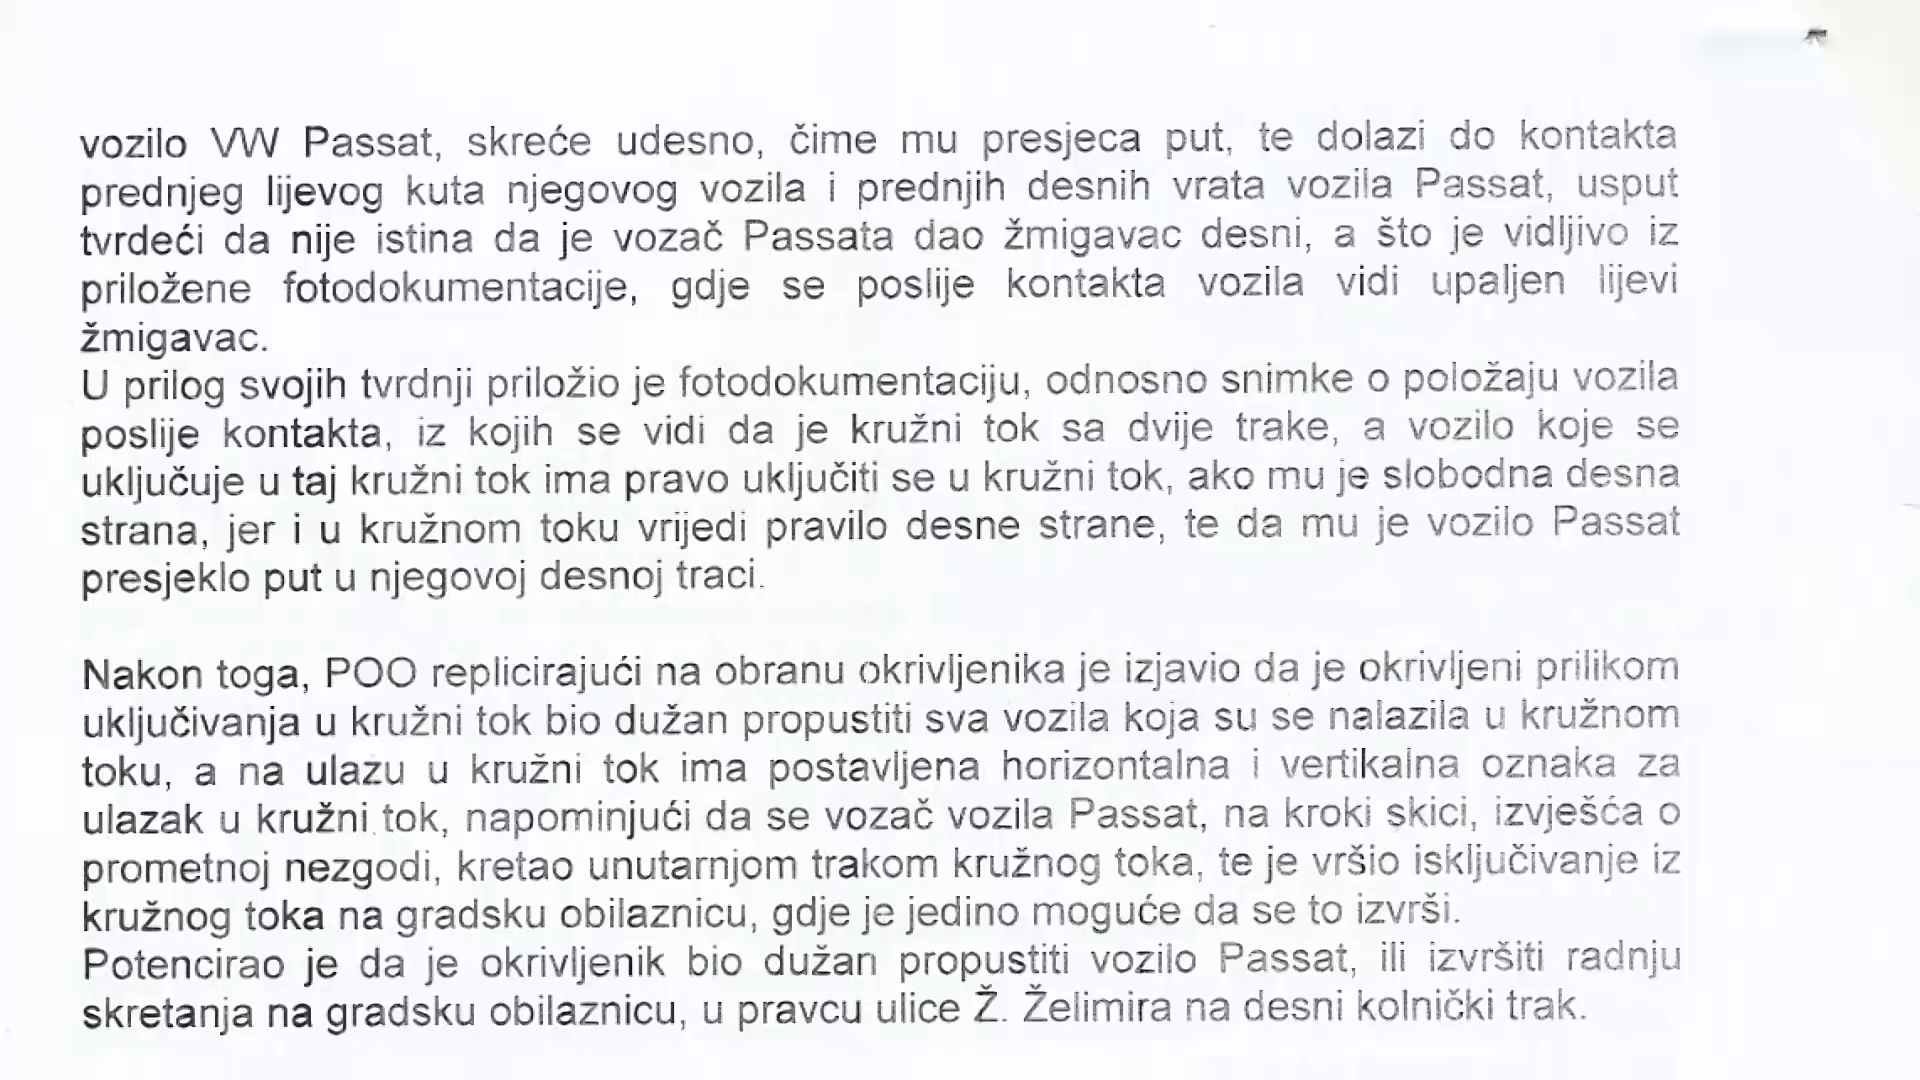 vozilo VW Passat, skreće udesno, čime mu presjeca put, te dolazi do kontakta
prednjeg lijevog kuta njegovog vozila i prednjih desnih vrata vozila Passat, usput
tvrdeći da nije istina da je vozač Passata dao žmigavac desni, a što je vidljivo iz
priložene fotodokumentacije, gdje se poslije kontakta vozila vidi upaljen lijevi
žmigavac.
U prilog svojih tvrdnji priložio je fotodokumentaciju, odnosno snimke o položaju vozila
poslije kontakta, iz kojih se vidi da je kružni tok sa dvije trake, a vozilo koje se
uključuje u taj kružni tok ima pravo uključiti se u kružni tok, ako mu je slobodna desna
strana, jer i u kružnom toku vrijedi pravilo desne strane, te da mu je vozilo Passat
presjeklo put u njegovoj desnoj traci.
Nakon toga, POO replicirajući na obranu okrivljenika je izjavio da je okrivljeni prilikom
uključivanja u kružni tok bio dužan propustiti sva vozila koja su se nalazila u kružnom
toku, a na ulazu u kružni tok ima postavljena horizontalna i vertikalna oznaka za
ulazak u kružni tok, napominjući da se vozač vozila Passat, na kroki skici, izvješća o
prometnoj nezgodi, kretao unutarnjom trakom kružnog toka, te je vršio isključivanje iz
kružnog toka na gradsku obilaznicu, gdje je jedino moguće da se to izvrši.
Potencirao je da je okrivljenik bio dužan propustiti vozilo Passat, ili izvršiti radnju
skretanja na gradsku obilaznicu, u pravcu ulice Ž. Želimira na desni kolnički trak.